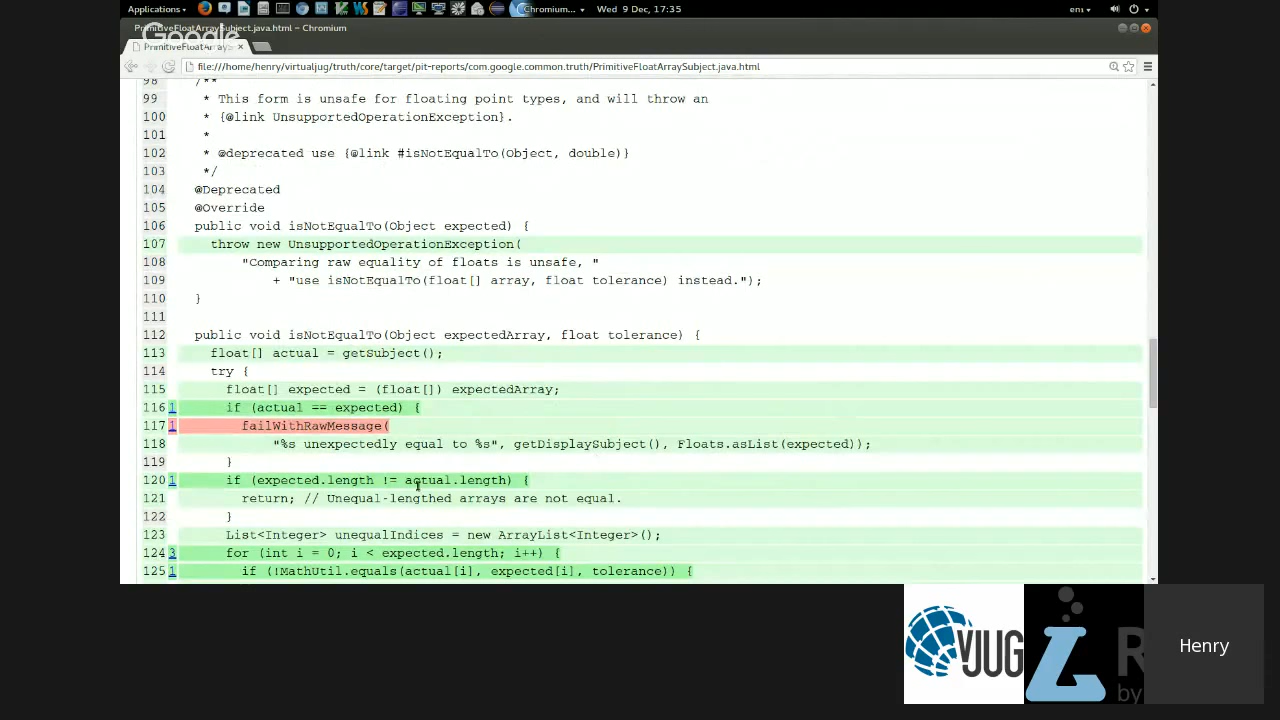 Applications
Chromium...
Wed 9 Dec, 17:35
en
PrimitiveFloatArraySubject.java.html - Chromium
Google
PrimitiveFloatArrayS
file:///home/henry/virtualjug/truth/core/target/pit-reports/com.google.common.truth/PrimitiveFloatArraySubject.java.html
98 /**
99 * This form is unsafe for floating point types, and will throw an
100 * {@link UnsupportedOperationException}.
101 *
102 * @deprecated use {@link #isNotEqualTo(Object, double)}
103 */
104 @Deprecated
105 @Override
106 public void isNotEqualTo(Object expected) {
107 throw new UnsupportedOperationException(
108 "Comparing raw equality of floats is unsafe, "
109 + "use isNotEqualTo(float[] array, float tolerance) instead.");
110 }
111
112 public void isNotEqualTo(Object expectedArray, float tolerance) {
113 float[] actual = getSubject();
114 try {
115 float[] expected = (float[]) expectedArray;
116 1 if (actual == expected) {
117 1 failWithRawMessage(
118 "%s unexpectedly equal to %s", getDisplaySubject(), Floats.asList(expected));
119 }
120 1 if (expected.length != actual.length) {
121 return; // Unequal-lengthed arrays are not equal.
122 }
123 List<Integer> unequalIndices = new ArrayList<Integer>();
124 3 for (int i = 0; i < expected.length; i++) {
125 1 if (!MathUtil.equals(actual[i], expected[i], tolerance)) {
VJUG
R
by
Henry